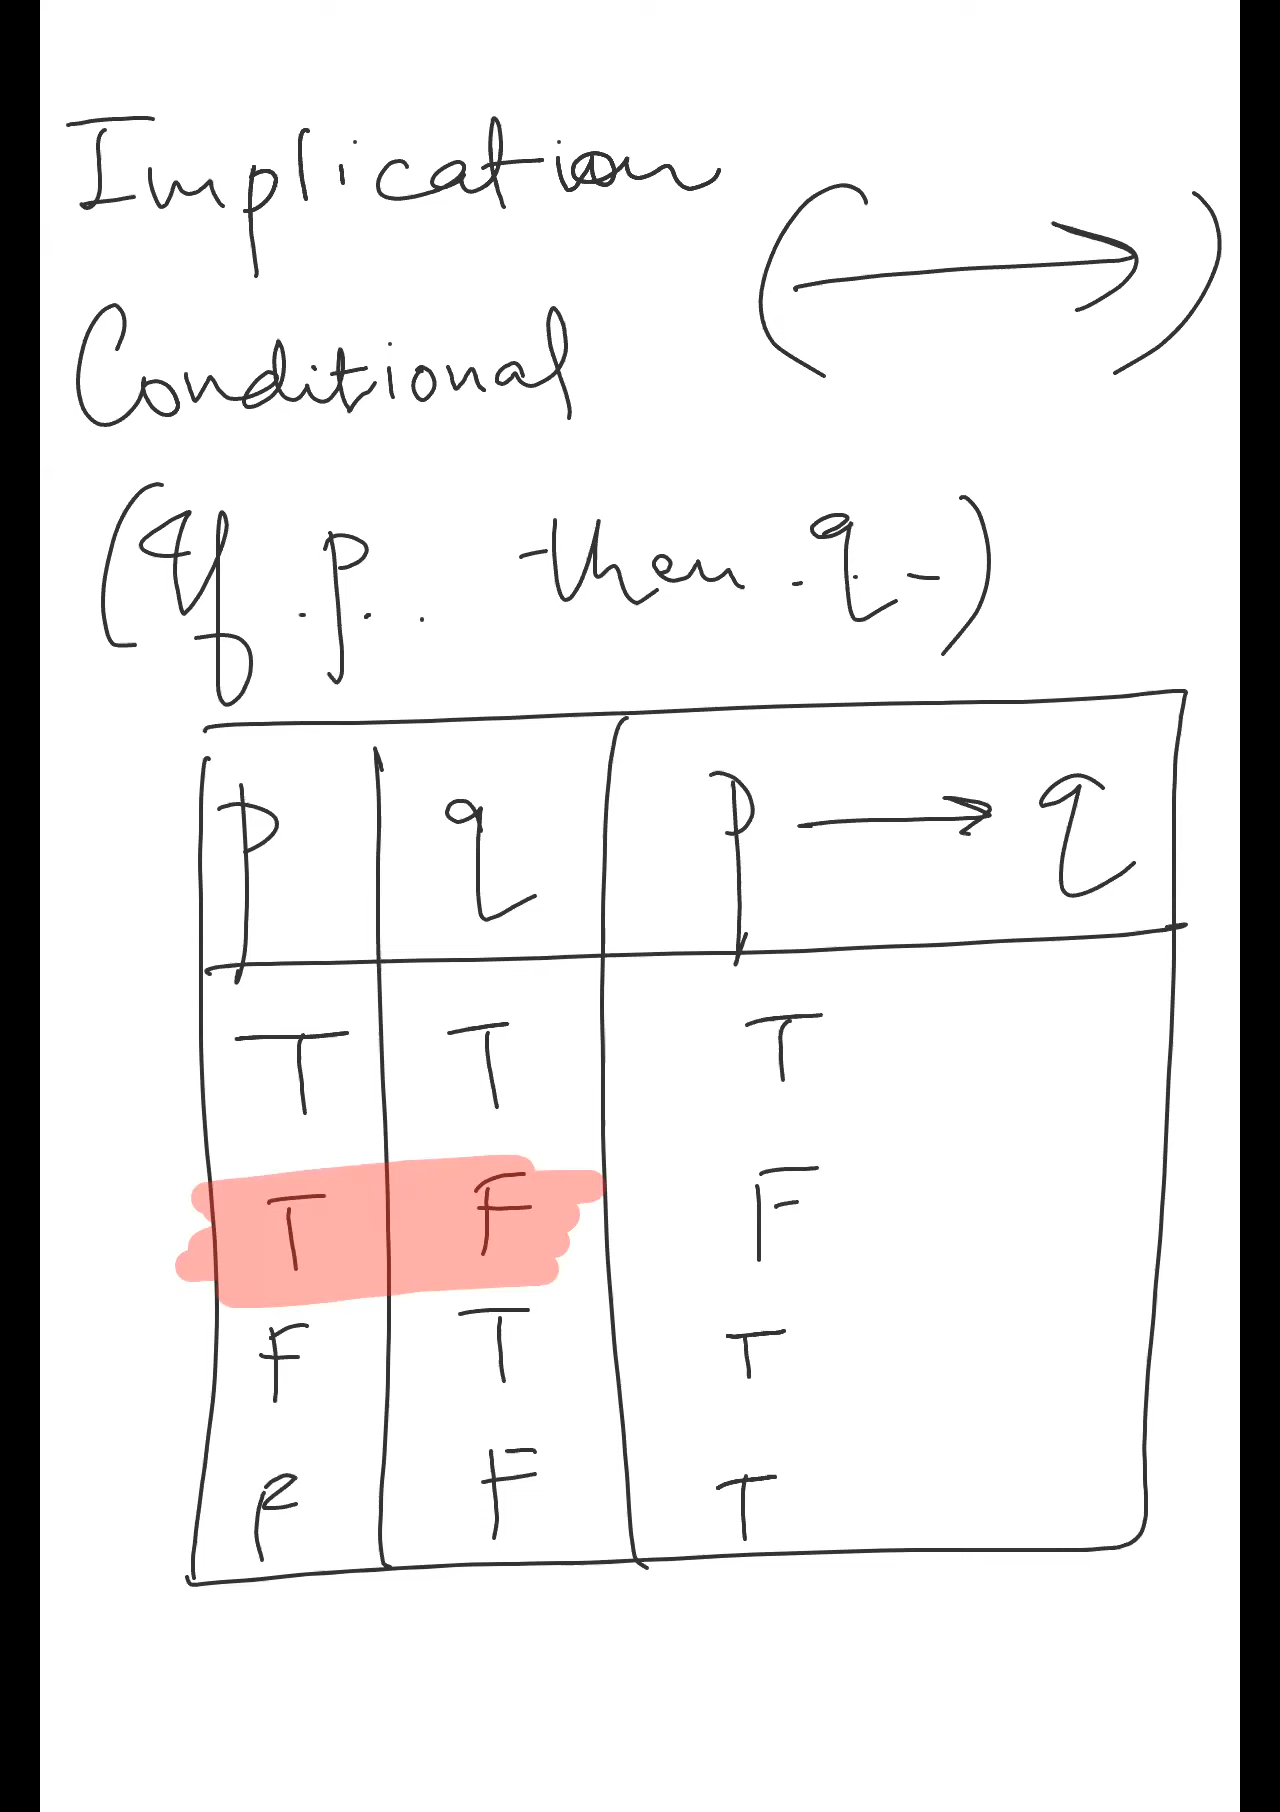 Implication
(→)
Conditional
(If .p.. then .q.-)
p q p → q
T T T
T F F
F T T
F F T